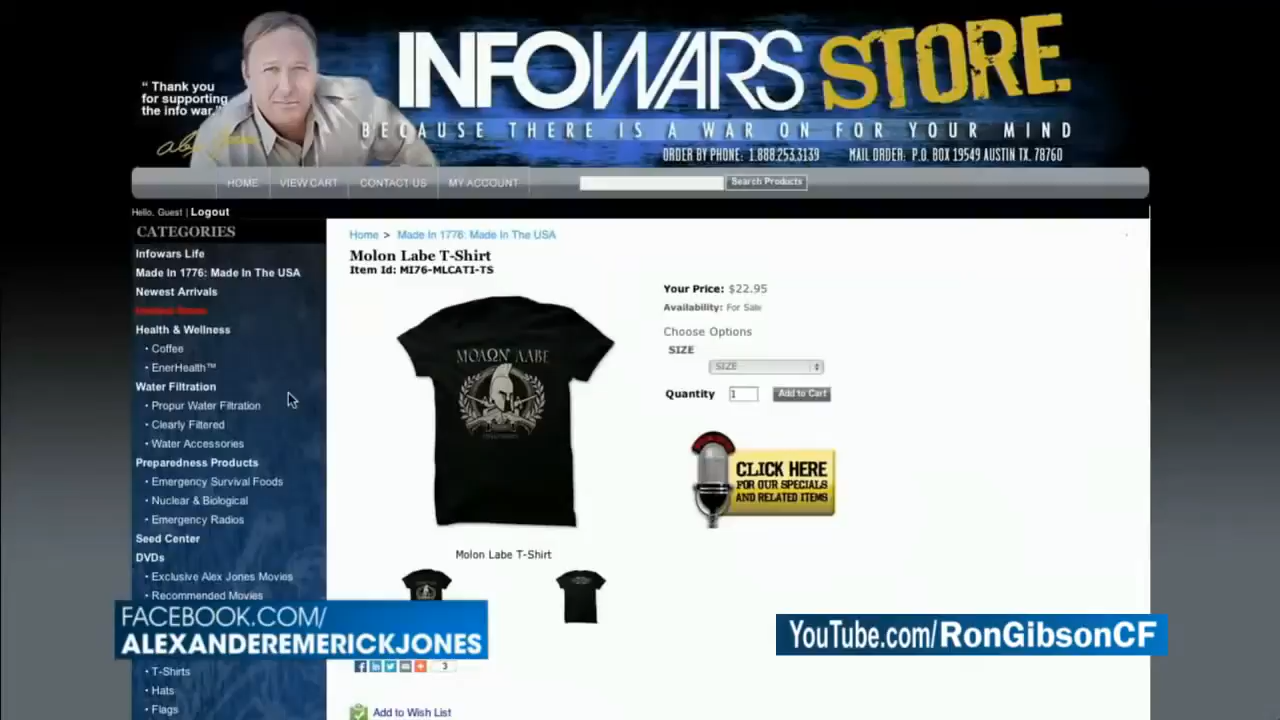 INFOWARS STORE.
“ Thank you
for supporting
the info war.”
BECAUSE THERE IS A WAR ON FOR YOUR MIND
ORDER BY PHONE: 1.888.253.3139 MAIL ORDER: P.O. BOX 19549 AUSTIN TX. 78760
HOME VIEW CART CONTACT US MY ACCOUNT Search Products
Hello, Guest | Logout
CATEGORIES
Infowars Life
Made In 1776: Made In The USA
Newest Arrivals
Health & Wellness
• Coffee
• EnerHealth™
Water Filtration
• Propur Water Filtration
• Clearly Filtered
• Water Accessories
Preparedness Products
• Emergency Survival Foods
• Nuclear & Biological
• Emergency Radios
Seed Center
DVDs
• Exclusive Alex Jones Movies
• Recommended Movies
• T-Shirts
• Hats
• Flags
Home > Made In 1776: Made In The USA
Molon Labe T-Shirt
Item Id: MI76-MLCATI-TS
ΜΟΛΩΝ ΛΑΒΕ
Molon Labe T-Shirt
Your Price: $22.95
Availability: For Sale
Choose Options
SIZE
SIZE
Quantity 1 Add to Cart
CLICK HERE
FOR OUR SPECIALS
AND RELATED ITEMS
3
Add to Wish List
FACEBOOK.COM/
ALEXANDEREMERICKJONES
YouTube.com/RonGibsonCF